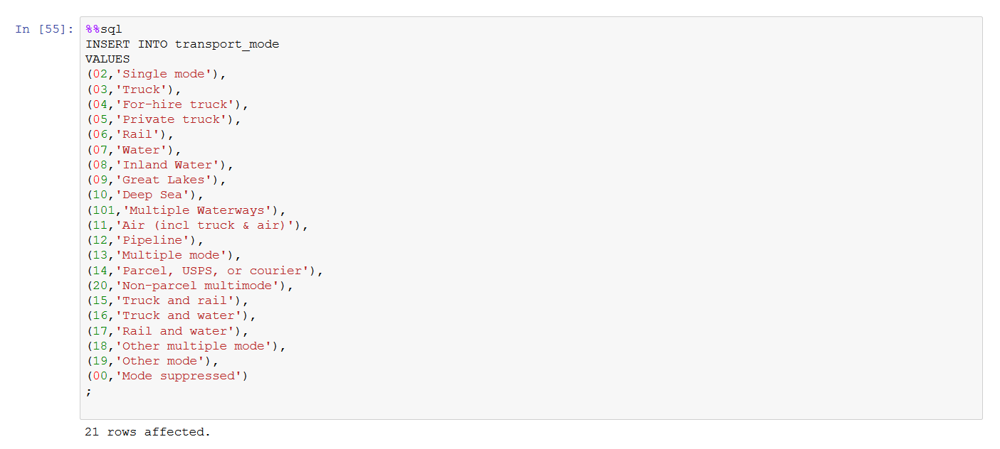 In [55]: %%sql
INSERT INTO transport_mode
VALUES
(02,'Single mode'),
(03,'Truck'),
(04,'For-hire truck'),
(05,'Private truck'),
(06,'Rail'),
(07,'Water'),
(08,'Inland Water'),
(09,'Great Lakes'),
(10,'Deep Sea'),
(101,'Multiple Waterways'),
(11,'Air (incl truck & air)'),
(12,'Pipeline'),
(13,'Multiple mode'),
(14,'Parcel, USPS, or courier'),
(20,'Non-parcel multimode'),
(15,'Truck and rail'),
(16,'Truck and water'),
(17,'Rail and water'),
(18,'Other multiple mode'),
(19,'Other mode'),
(00,'Mode suppressed')
;
21 rows affected.